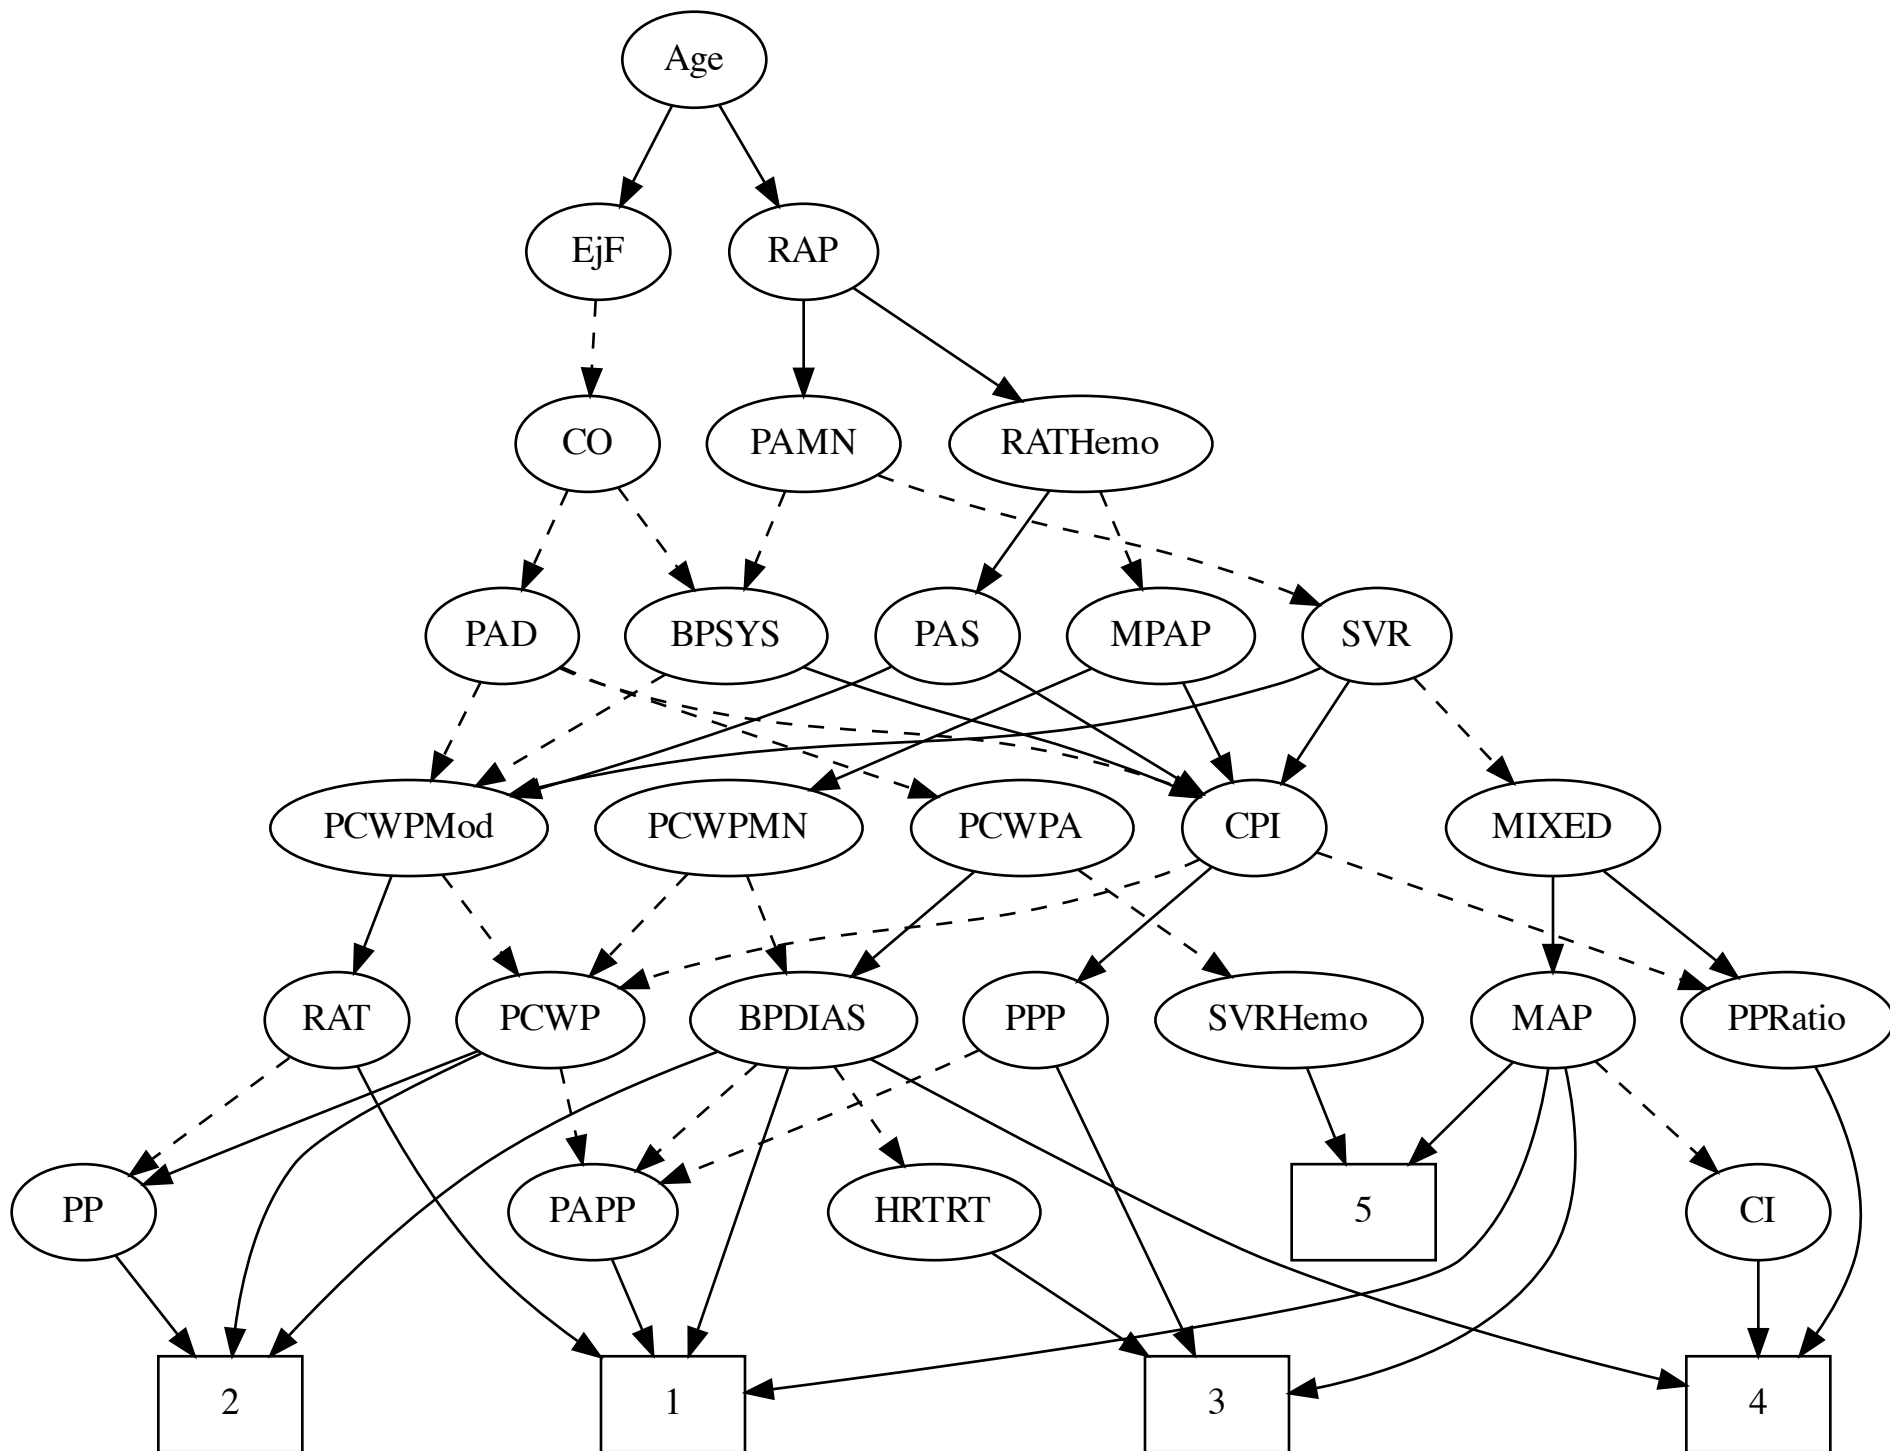 Age
EjF
RAP
CO
PAMN
RATHemo
PAD
BPSYS
PAS
MPAP
SVR
PCWPMod
PCWPMN
PCWPA
CPI
MIXED
RAT
PCWP
BPDIAS
PPP
SVRHemo
MAP
PPRatio
PP
PAPP
HRTRT
5
CI
2
1
3
4